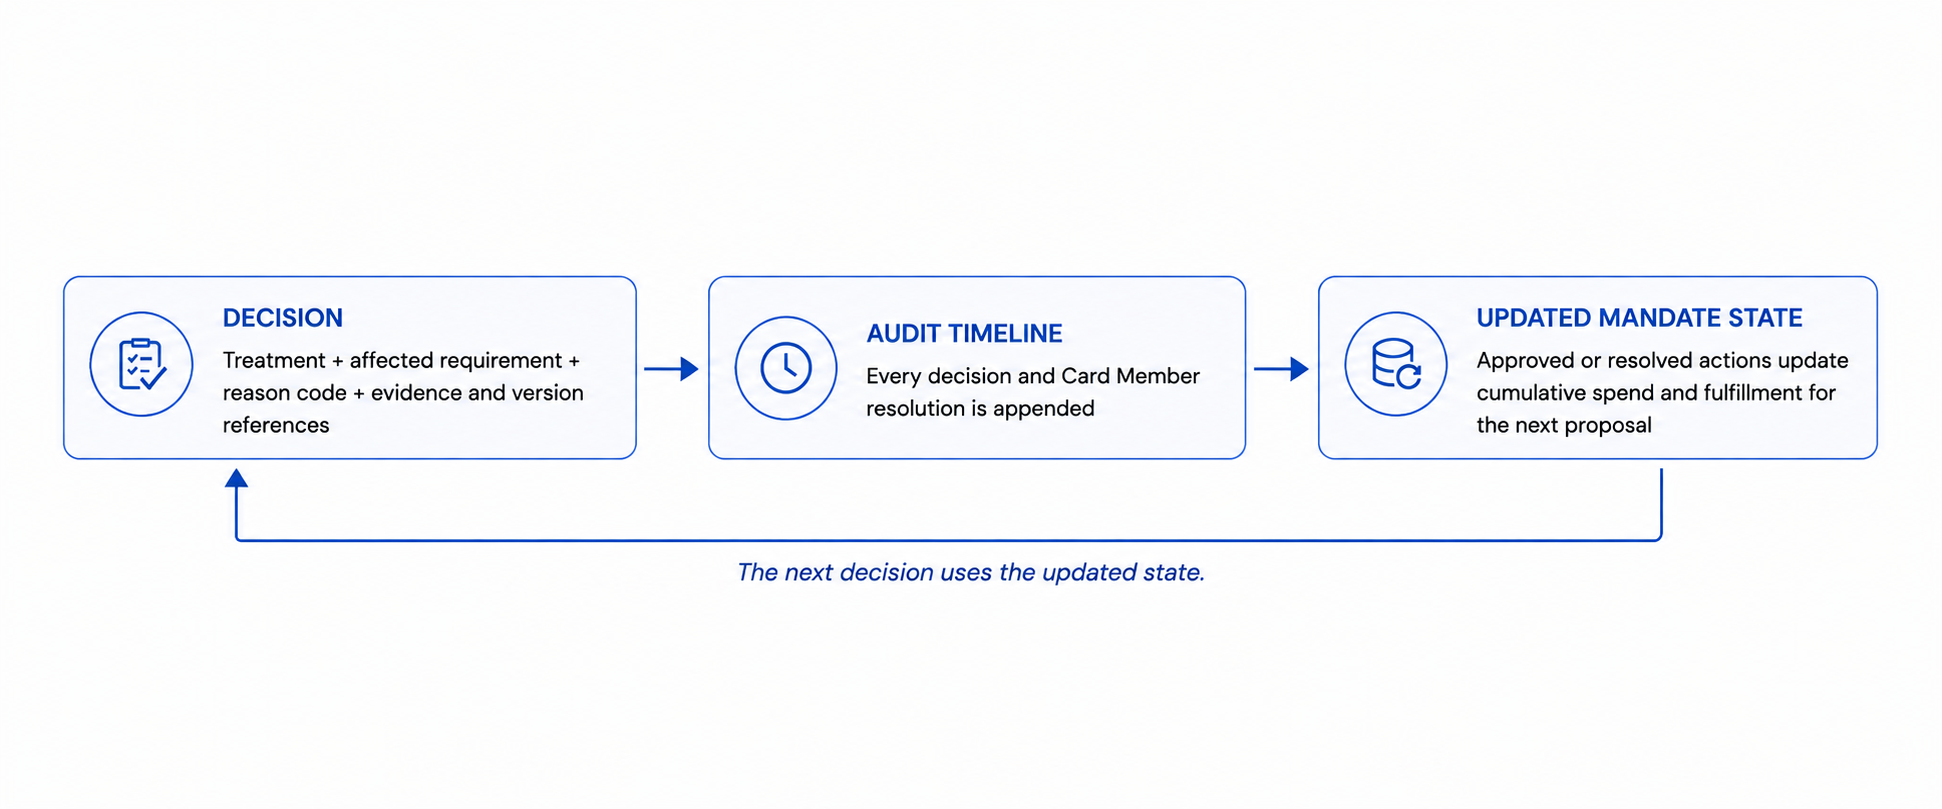 DECISION
Treatment + affected requirement +
reason code + evidence and version
references
AUDIT TIMELINE
Every decision and Card Member
resolution is appended
UPDATED MANDATE STATE
Approved or resolved actions update
cumulative spend and fulfillment for
the next proposal
The next decision uses the updated state.